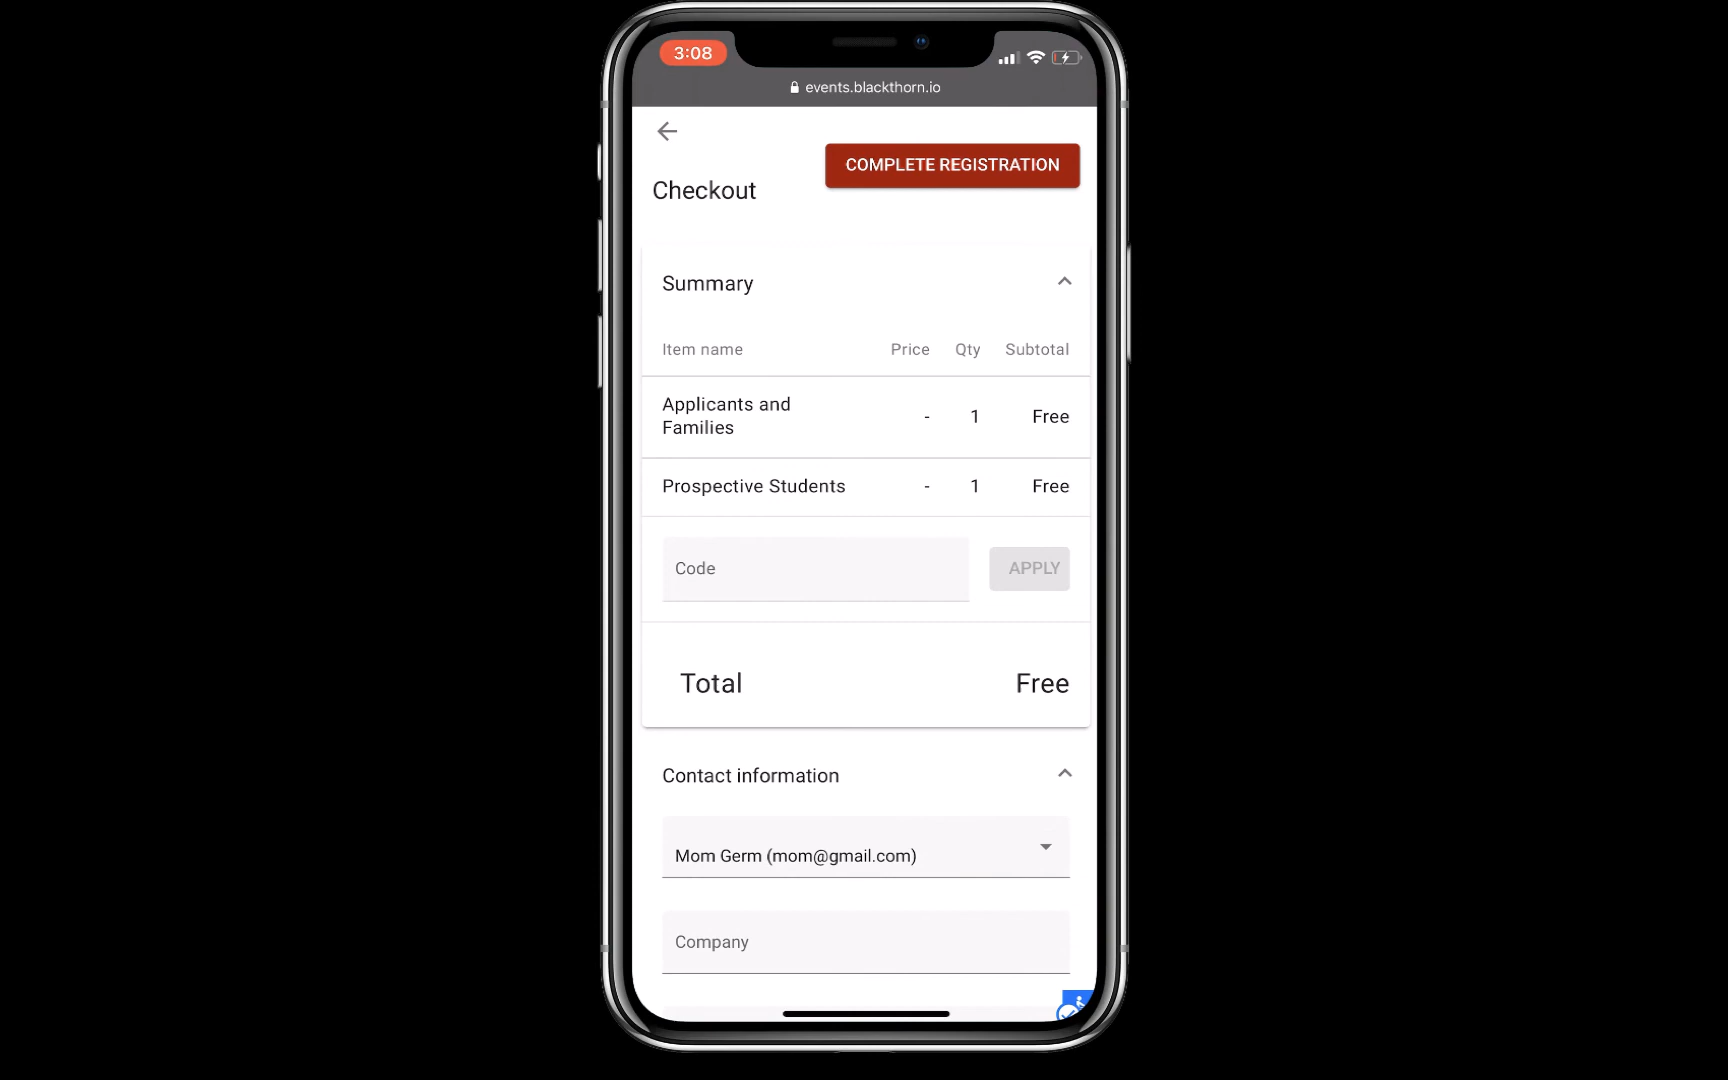 3:08
events.blackthorn.io
COMPLETE REGISTRATION
Checkout
Summary
Item name Price Qty Subtotal
Applicants and
Families - 1 Free
Prospective Students - 1 Free
Code APPLY
Total Free
Contact information
Mom Germ (mom@gmail.com)
Company